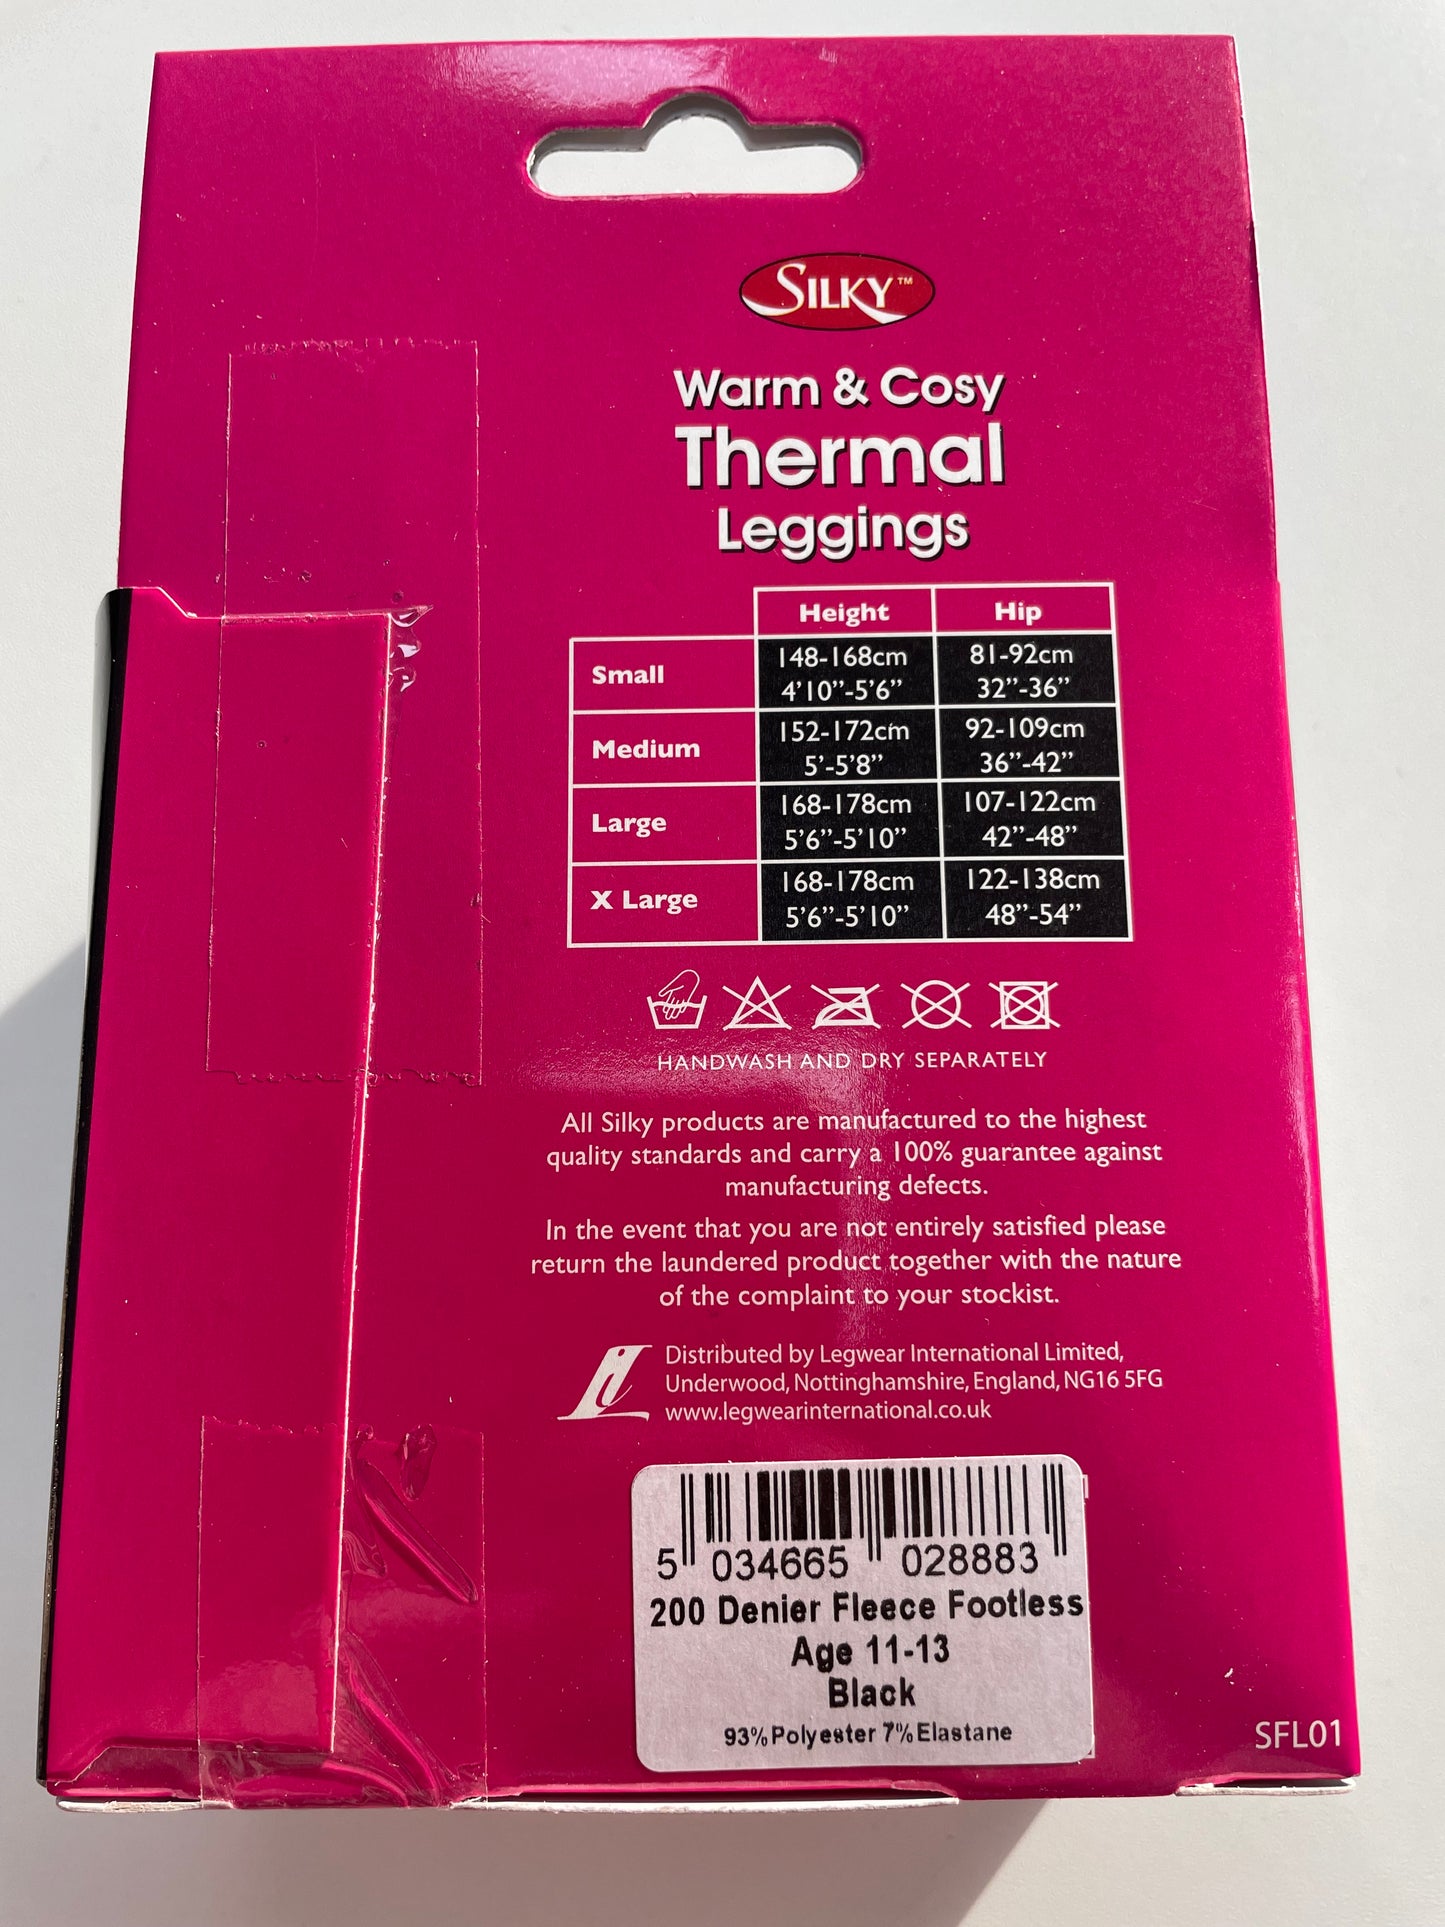 SILKY™
Warm & Cosy
Thermal
Leggings
Height Hip
Small 148-168cm 81-92cm
4’10”-5’6” 32”-36”
Medium 152-172cm 92-109cm
5’-5’8” 36”-42”
Large 168-178cm 107-122cm
5’6”-5’10” 42”-48”
X Large 168-178cm 122-138cm
5’6”-5’10” 48”-54”
HANDWASH AND DRY SEPARATELY
All Silky products are manufactured to the highest
quality standards and carry a 100% guarantee against
manufacturing defects.
In the event that you are not entirely satisfied please
return the laundered product together with the nature
of the complaint to your stockist.
Distributed by Legwear International Limited,
Underwood, Nottinghamshire, England, NG16 5FG
www.legwearinternational.co.uk
5 034665 028883
200 Denier Fleece Footless
Age 11-13
Black
93% Polyester 7% Elastane
SFL01